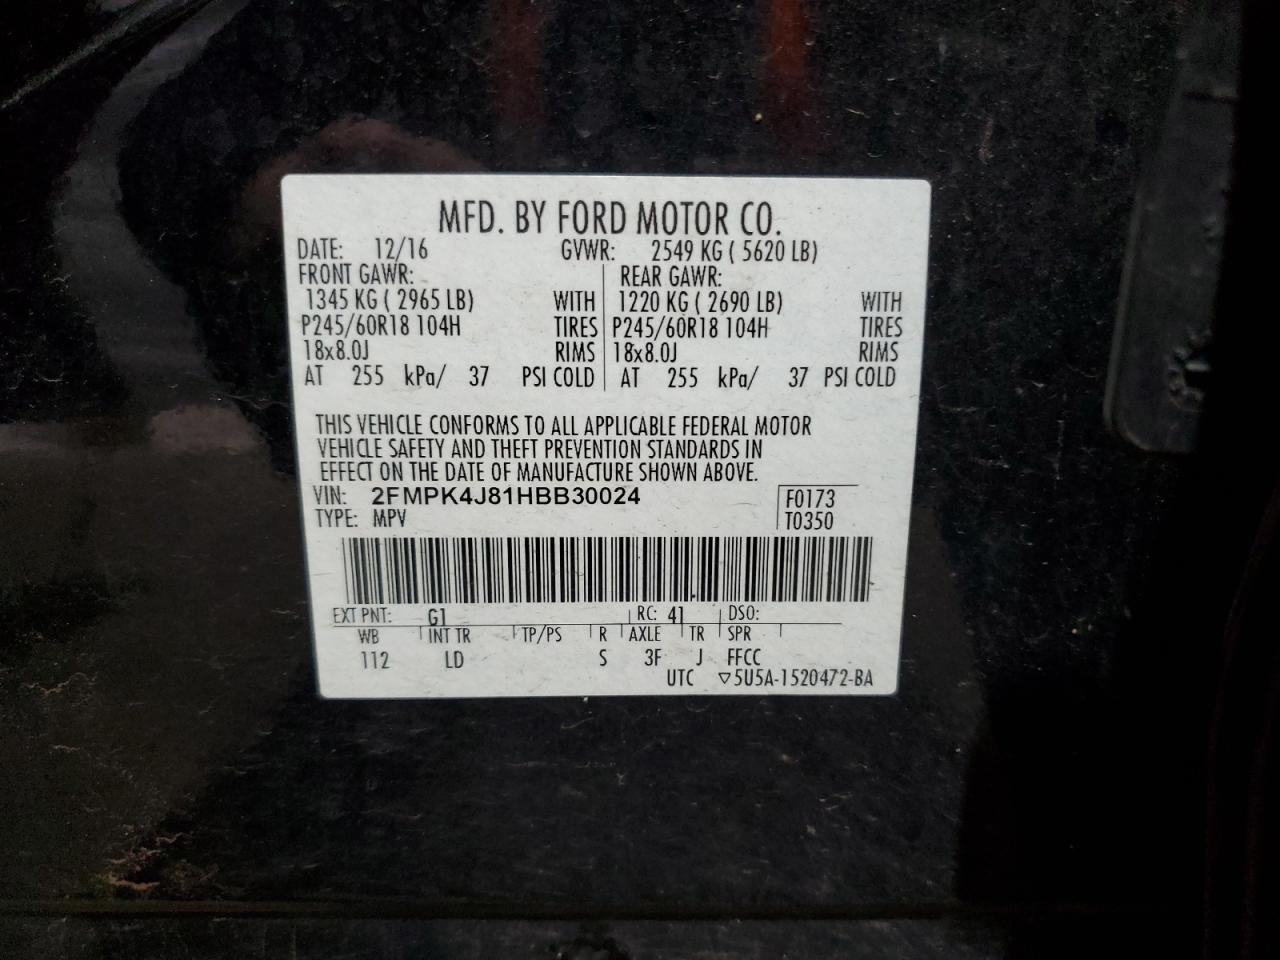 MFD. BY FORD MOTOR CO.
DATE: 12/16 GVWR: 2549 KG ( 5620 LB)
FRONT GAWR: REAR GAWR:
1345 KG ( 2965 LB) WITH 1220 KG ( 2690 LB) WITH
P245/60R18 104H TIRES P245/60R18 104H TIRES
18x8.0J RIMS 18x8.0J RIMS
AT 255 kPa/ 37 PSI COLD AT 255 kPa/ 37 PSI COLD
THIS VEHICLE CONFORMS TO ALL APPLICABLE FEDERAL MOTOR
VEHICLE SAFETY AND THEFT PREVENTION STANDARDS IN
EFFECT ON THE DATE OF MANUFACTURE SHOWN ABOVE.
VIN: 2FMPK4J81HBB30024 F0173
TYPE: MPV T0350
EXT PNT: G1 RC: 41 DSO:
WB INT TR TP/PS R AXLE TR SPR
112 LD S 3F J FFCC
UTC ▽5U5A-1520472-BA